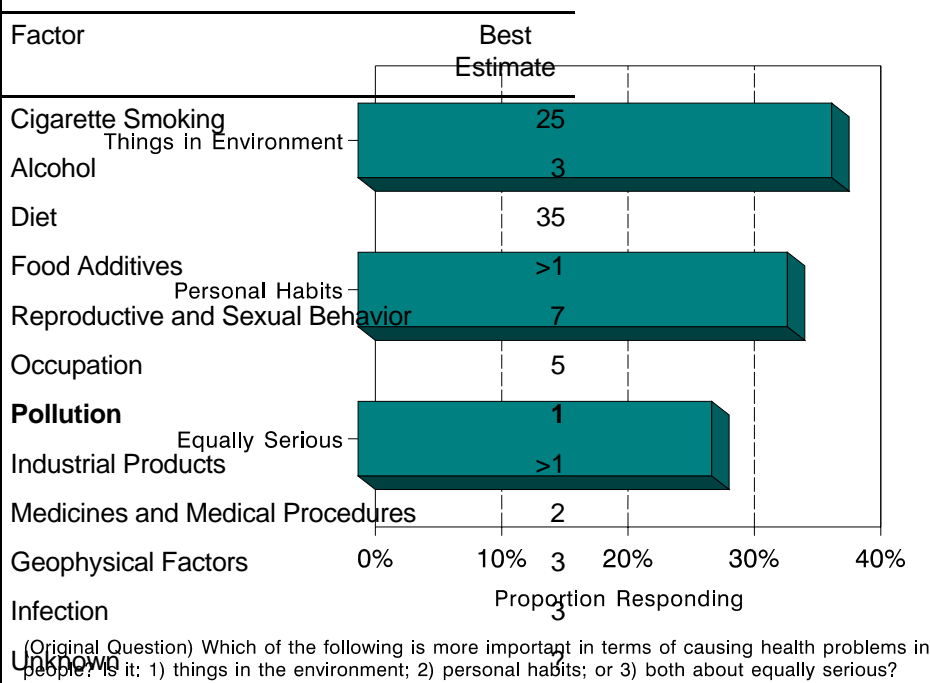 Factor Best
Estimate
Cigarette Smoking 25
Things in Environment
Alcohol 3
Diet 35
Food Additives >1
Personal Habits
Reproductive and Sexual Behavior 7
Occupation 5
Pollution 1
Equally Serious
Industrial Products >1
Medicines and Medical Procedures 2
Geophysical Factors 3
0% 10% 20% 30% 40%
Proportion Responding
Infection 3
(Original Question) Which of the following is more important in terms of causing health problems in
Unknown ?
people? Is it: 1) things in the environment; 2) personal habits; or 3) both about equally serious?